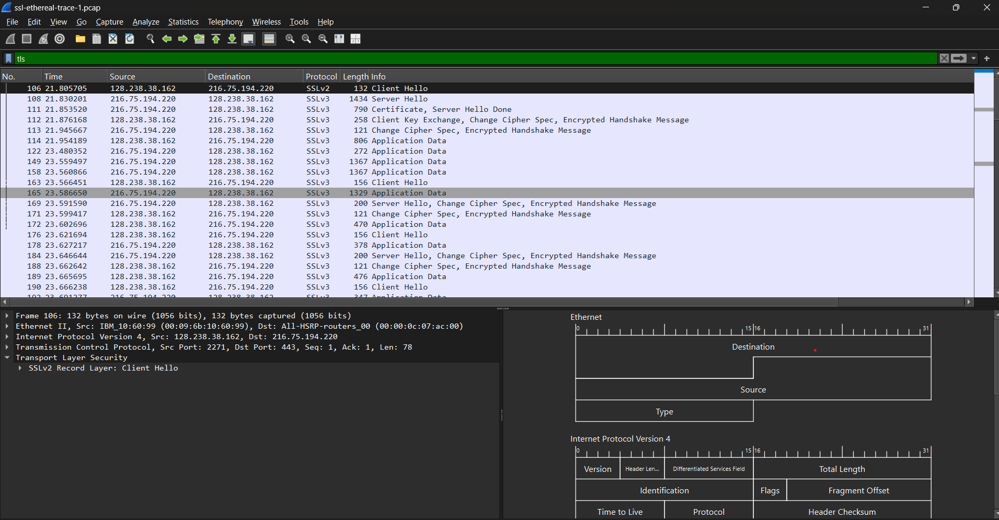 ssl-ethereal-trace-1.pcap
File Edit View Go Capture Analyze Statistics Telephony Wireless Tools Help
tls
No. Time Source Destination Protocol Length Info
106 21.805705 128.238.38.162 216.75.194.220 SSLv2 132 Client Hello
108 21.830201 216.75.194.220 128.238.38.162 SSLv3 1434 Server Hello
111 21.853520 216.75.194.220 128.238.38.162 SSLv3 790 Certificate, Server Hello Done
112 21.876168 128.238.38.162 216.75.194.220 SSLv3 258 Client Key Exchange, Change Cipher Spec, Encrypted Handshake Message
113 21.945667 216.75.194.220 128.238.38.162 SSLv3 121 Change Cipher Spec, Encrypted Handshake Message
114 21.954189 128.238.38.162 216.75.194.220 SSLv3 806 Application Data
122 23.480352 216.75.194.220 128.238.38.162 SSLv3 272 Application Data
149 23.559497 216.75.194.220 128.238.38.162 SSLv3 1367 Application Data
158 23.560866 216.75.194.220 128.238.38.162 SSLv3 1367 Application Data
163 23.566451 128.238.38.162 216.75.194.220 SSLv3 156 Client Hello
165 23.586650 216.75.194.220 128.238.38.162 SSLv3 1329 Application Data
169 23.591590 216.75.194.220 128.238.38.162 SSLv3 200 Server Hello, Change Cipher Spec, Encrypted Handshake Message
171 23.599417 128.238.38.162 216.75.194.220 SSLv3 121 Change Cipher Spec, Encrypted Handshake Message
172 23.602696 128.238.38.162 216.75.194.220 SSLv3 470 Application Data
176 23.621694 128.238.38.162 216.75.194.220 SSLv3 156 Client Hello
178 23.627217 216.75.194.220 128.238.38.162 SSLv3 378 Application Data
184 23.646644 216.75.194.220 128.238.38.162 SSLv3 200 Server Hello, Change Cipher Spec, Encrypted Handshake Message
188 23.662642 128.238.38.162 216.75.194.220 SSLv3 121 Change Cipher Spec, Encrypted Handshake Message
189 23.665695 128.238.38.162 216.75.194.220 SSLv3 476 Application Data
190 23.666238 128.238.38.162 216.75.194.220 SSLv3 156 Client Hello
Frame 106: 132 bytes on wire (1056 bits), 132 bytes captured (1056 bits)
Ethernet II, Src: IBM_10:60:99 (00:09:6b:10:60:99), Dst: All-HSRP-routers_00 (00:00:0c:07:ac:00)
Internet Protocol Version 4, Src: 128.238.38.162, Dst: 216.75.194.220
Transmission Control Protocol, Src Port: 2271, Dst Port: 443, Seq: 1, Ack: 1, Len: 78
Transport Layer Security
SSLv2 Record Layer: Client Hello
Ethernet
0 15 16 31
Destination
Source
Type
Internet Protocol Version 4
0 15 16 31
Version Header Len... Differentiated Services Field Total Length
Identification Flags Fragment Offset
Time to Live Protocol Header Checksum